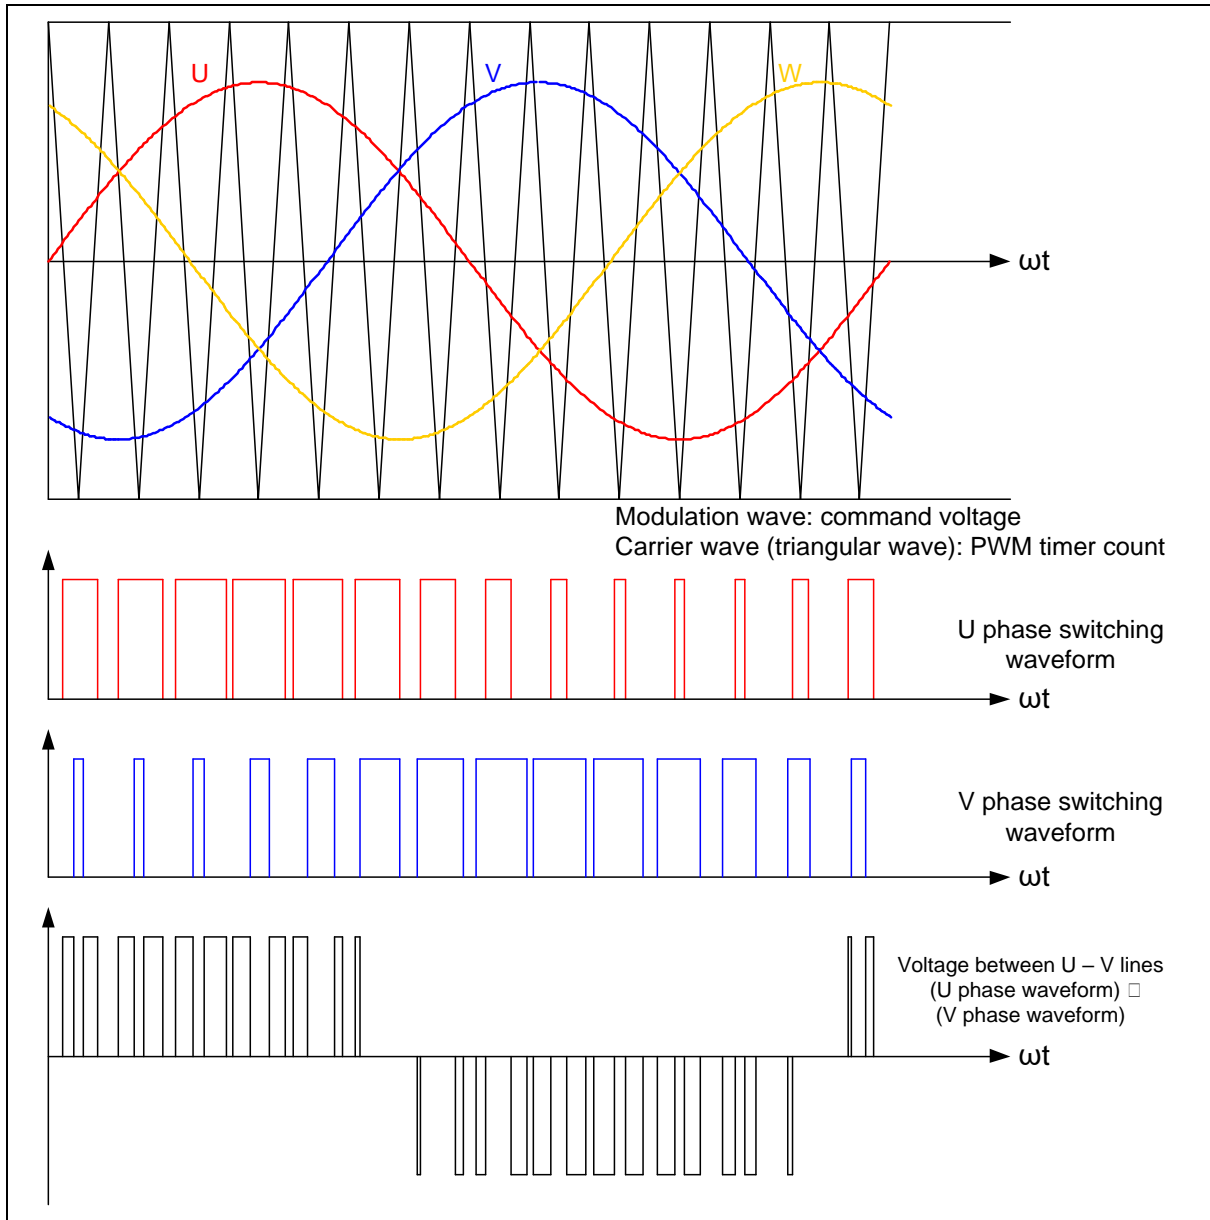 U
V
W
ωt
Modulation wave: command voltage
Carrier wave (triangular wave): PWM timer count
U phase switching
waveform
ωt
V phase switching
waveform
ωt
Voltage between U – V lines
(U phase waveform) □
(V phase waveform)
ωt